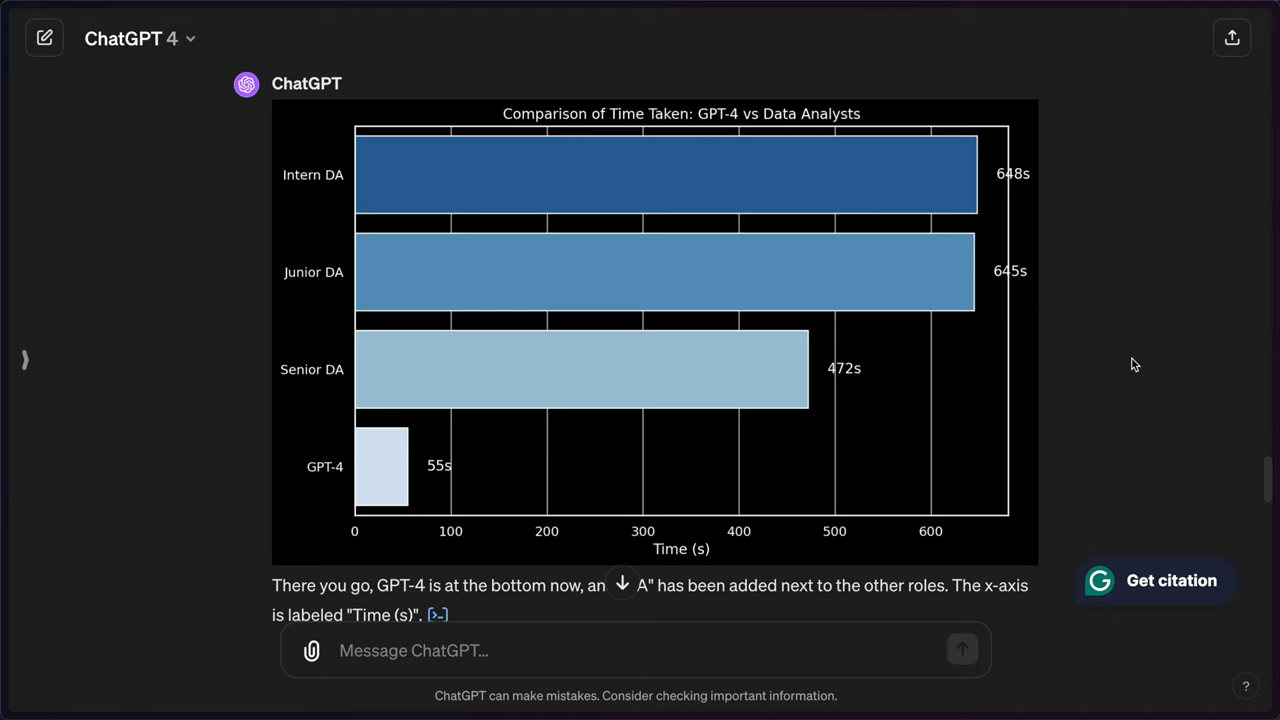 ChatGPT 4
ChatGPT
Comparison of Time Taken: GPT-4 vs Data Analysts
Intern DA
648s
Junior DA
645s
Senior DA
472s
GPT-4
55s
0 100 200 300 400 500 600
Time (s)
There you go, GPT-4 is at the bottom now, an A" has been added next to the other roles. The x-axis
is labeled "Time (s)". [>-]
Get citation
Message ChatGPT...
ChatGPT can make mistakes. Consider checking important information.
?